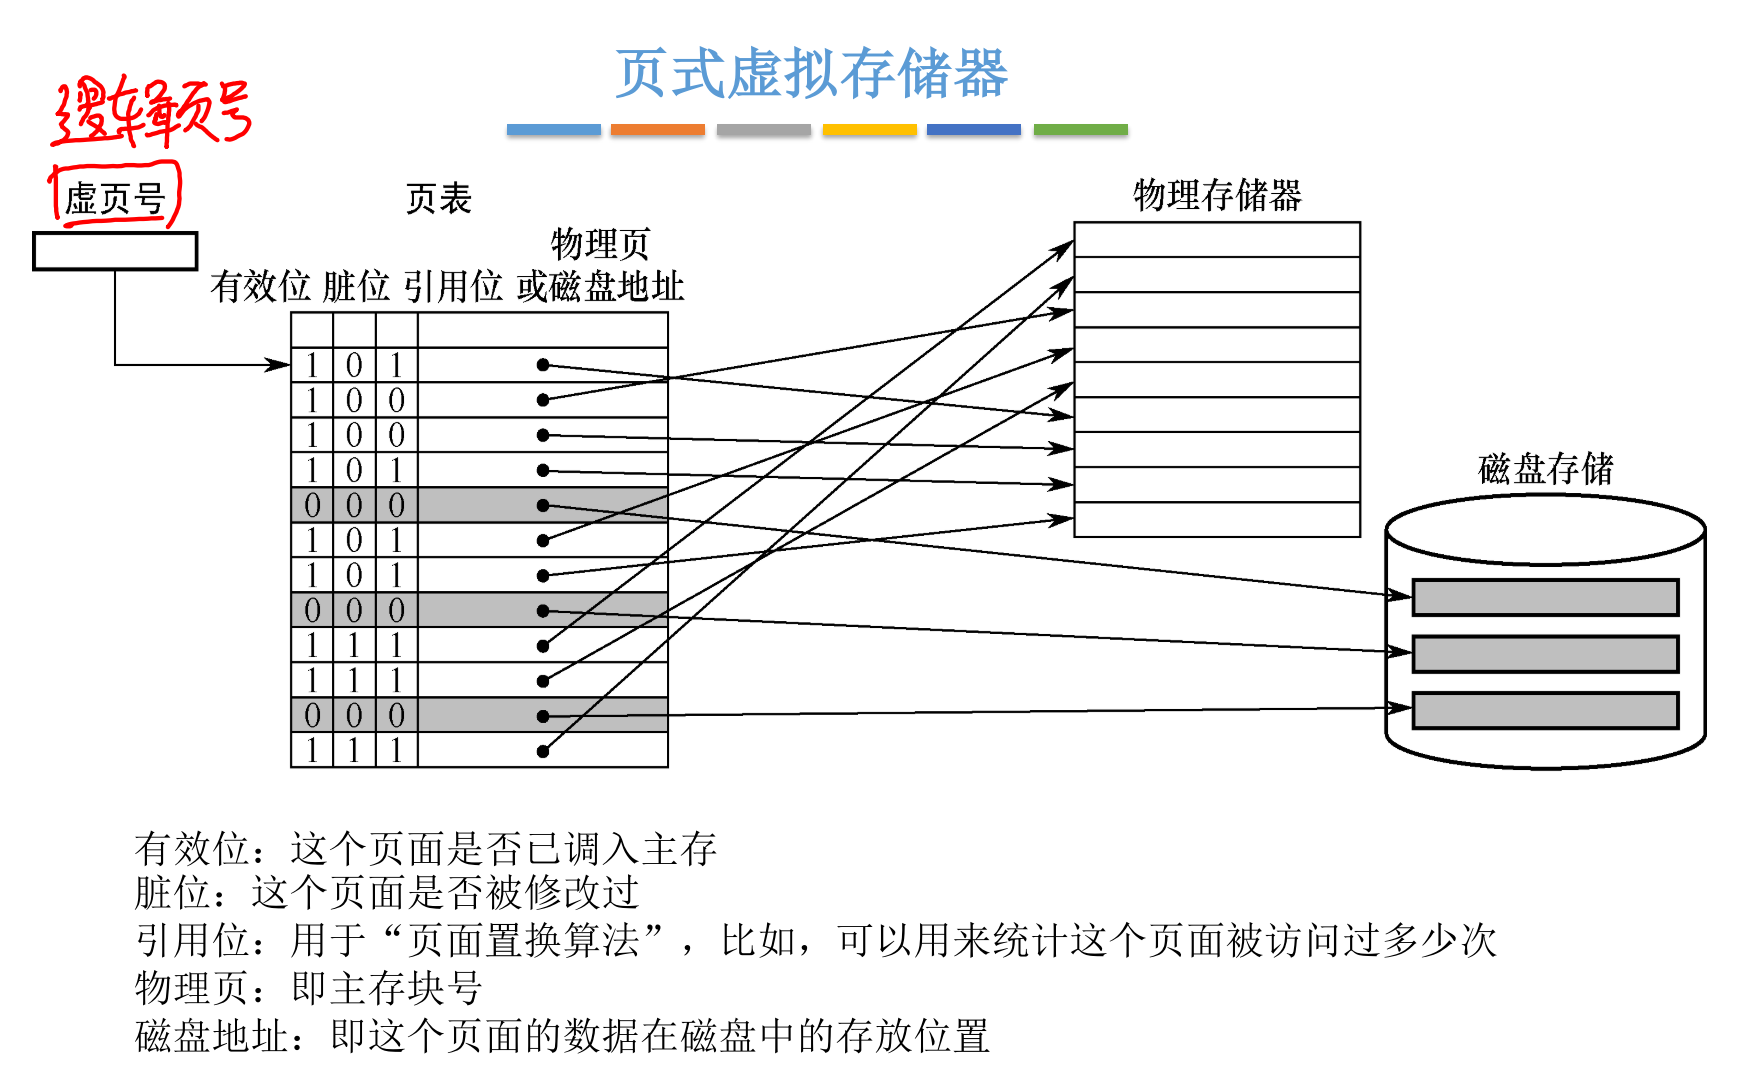 页式虚拟存储器
逻辑页号
虚页号
页表
物理存储器
物理页
有效位 脏位 引用位 或磁盘地址
1 0 1
1 0 0
1 0 0
1 0 1
0 0 0
1 0 1
1 0 1
0 0 0
1 1 1
1 1 1
0 0 0
1 1 1
磁盘存储
有效位：这个页面是否已调入主存
脏位：这个页面是否被修改过
引用位：用于“页面置换算法”，比如，可以用来统计这个页面被访问过多少次
物理页：即主存块号
磁盘地址：即这个页面的数据在磁盘中的存放位置